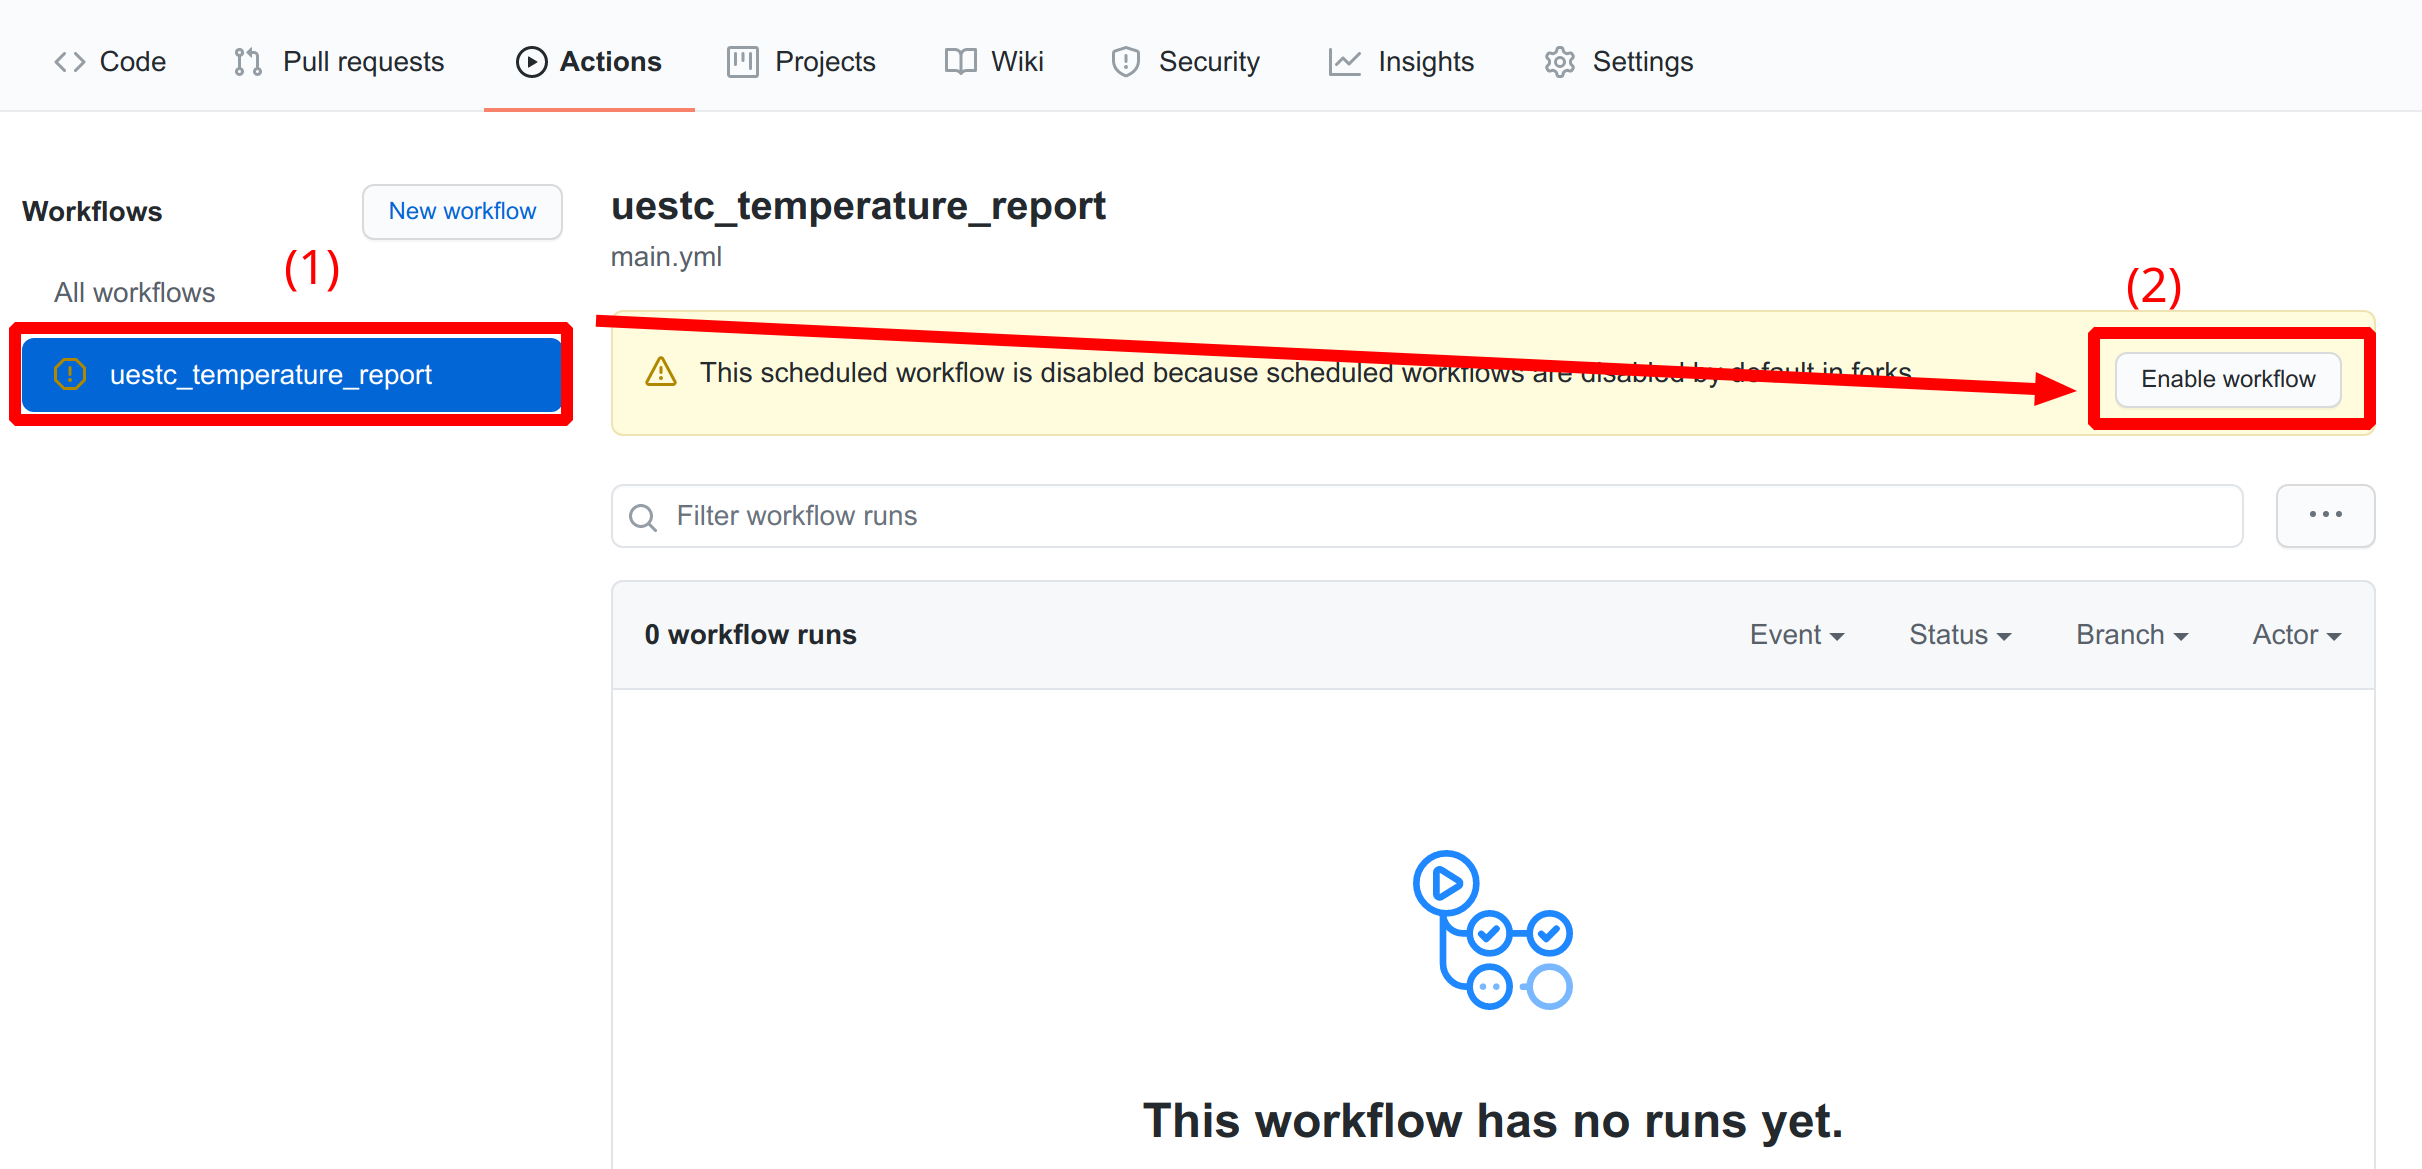 Code Pull requests Actions Projects Wiki Security Insights Settings
Workflows
New workflow
(1)
All workflows
uestc_temperature_report
uestc_temperature_report
main.yml
(2)
This scheduled workflow is disabled because scheduled workflows are disabled by default in forks
Enable workflow
Filter workflow runs
0 workflow runs
Event Status Branch Actor
This workflow has no runs yet.